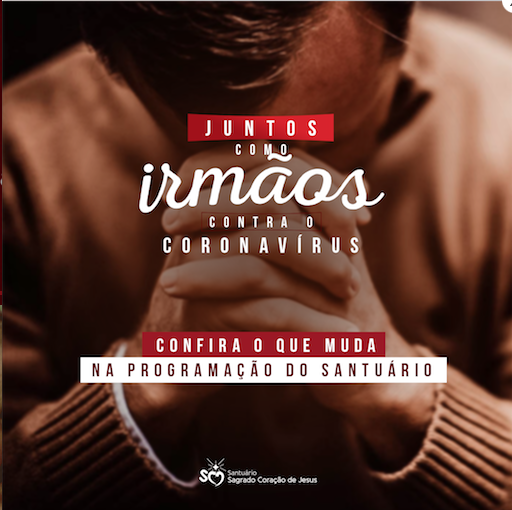 JUNTOS
COMO
irmãos
CONTRA O
CORONAVÍRUS
CONFIRA O QUE MUDA
NA PROGRAMAÇÃO DO SANTUÁRIO
Santuário
Sagrado Coração de Jesus